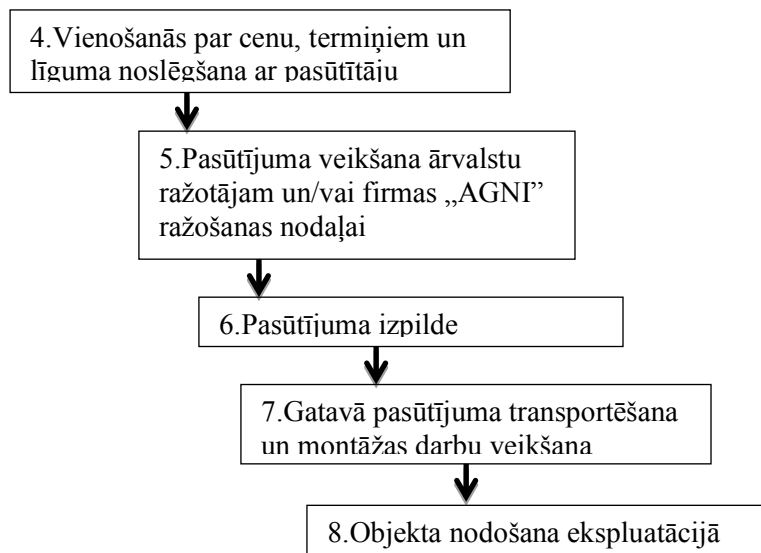 4.Vienošanās par cenu, termiņiem un
līguma noslēgšana ar pasūtītāju
5.Pasūtījuma veikšana ārvalstu
ražotājam un/vai firmas „AGNI”
ražošanas nodaļai
6.Pasūtījuma izpilde
7.Gatavā pasūtījuma transportēšana
un montāžas darbu veikšana
8.Objekta nodošana ekspluatācijā